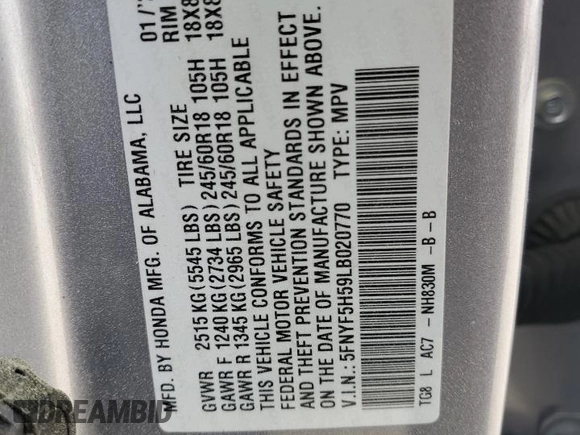 MFD. BY HONDA MFG. OF ALABAMA, LLC 01/
GVWR 2515 KG (5545 LBS) TIRE SIZE RIM
GAWR F 1240 KG (2734 LBS) 245/60R18 105H 18X8
GAWR R 1345 KG (2965 LBS) 245/60R18 105H 18X8
THIS VEHICLE CONFORMS TO ALL APPLICABLE
FEDERAL MOTOR VEHICLE SAFETY
AND THEFT PREVENTION STANDARDS IN EFFECT
ON THE DATE OF MANUFACTURE SHOWN ABOVE.
V.I.N.: 5FNYF5H59LB020770 TYPE: MPV
TG8 L AC7 - NH830M - B - B
DREAMBID